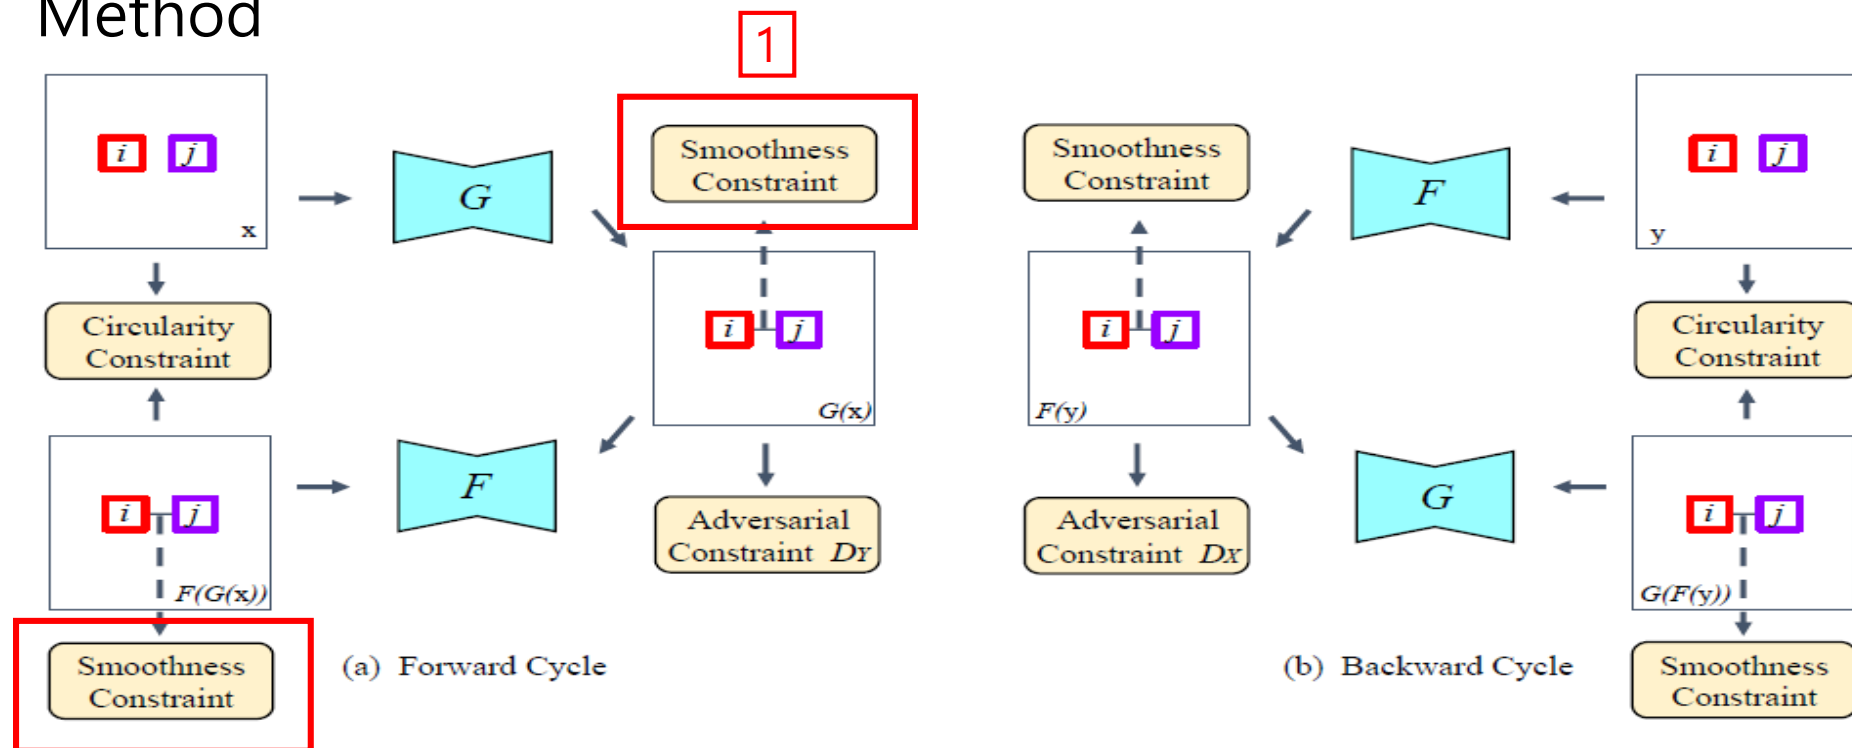 Method
1
i j
x
G
Smoothness
Constraint
Circularity
Constraint
i j
G(x)
i j
F(G(x))
F
Adversarial
Constraint DY
Smoothness
Constraint
(a) Forward Cycle
Smoothness
Constraint
F
i j
y
i j
F(y)
Circularity
Constraint
Adversarial
Constraint DX
G
i j
G(F(y))
(b) Backward Cycle
Smoothness
Constraint